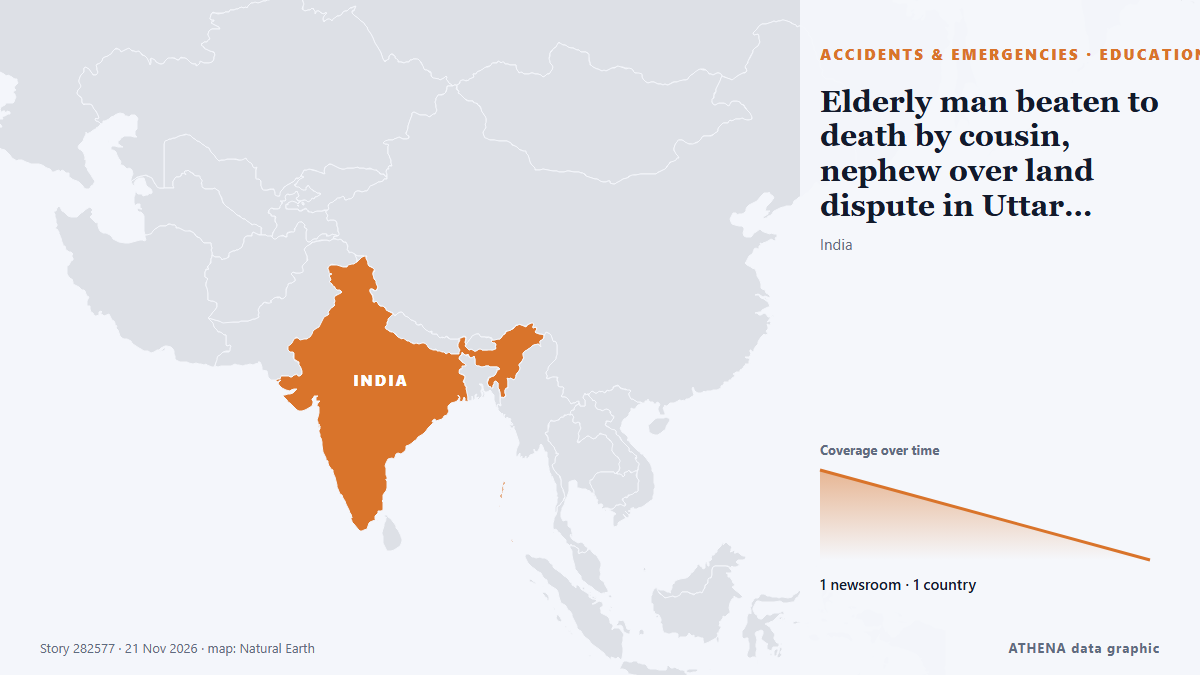 ACCIDENTS & EMERGENCIES · EDUCATION
Elderly man beaten to
death by cousin,
nephew over land
dispute in Uttar...
India
INDIA
Coverage over time
1 newsroom · 1 country
Story 282577 · 21 Nov 2026 · map: Natural Earth
ATHENA data graphic